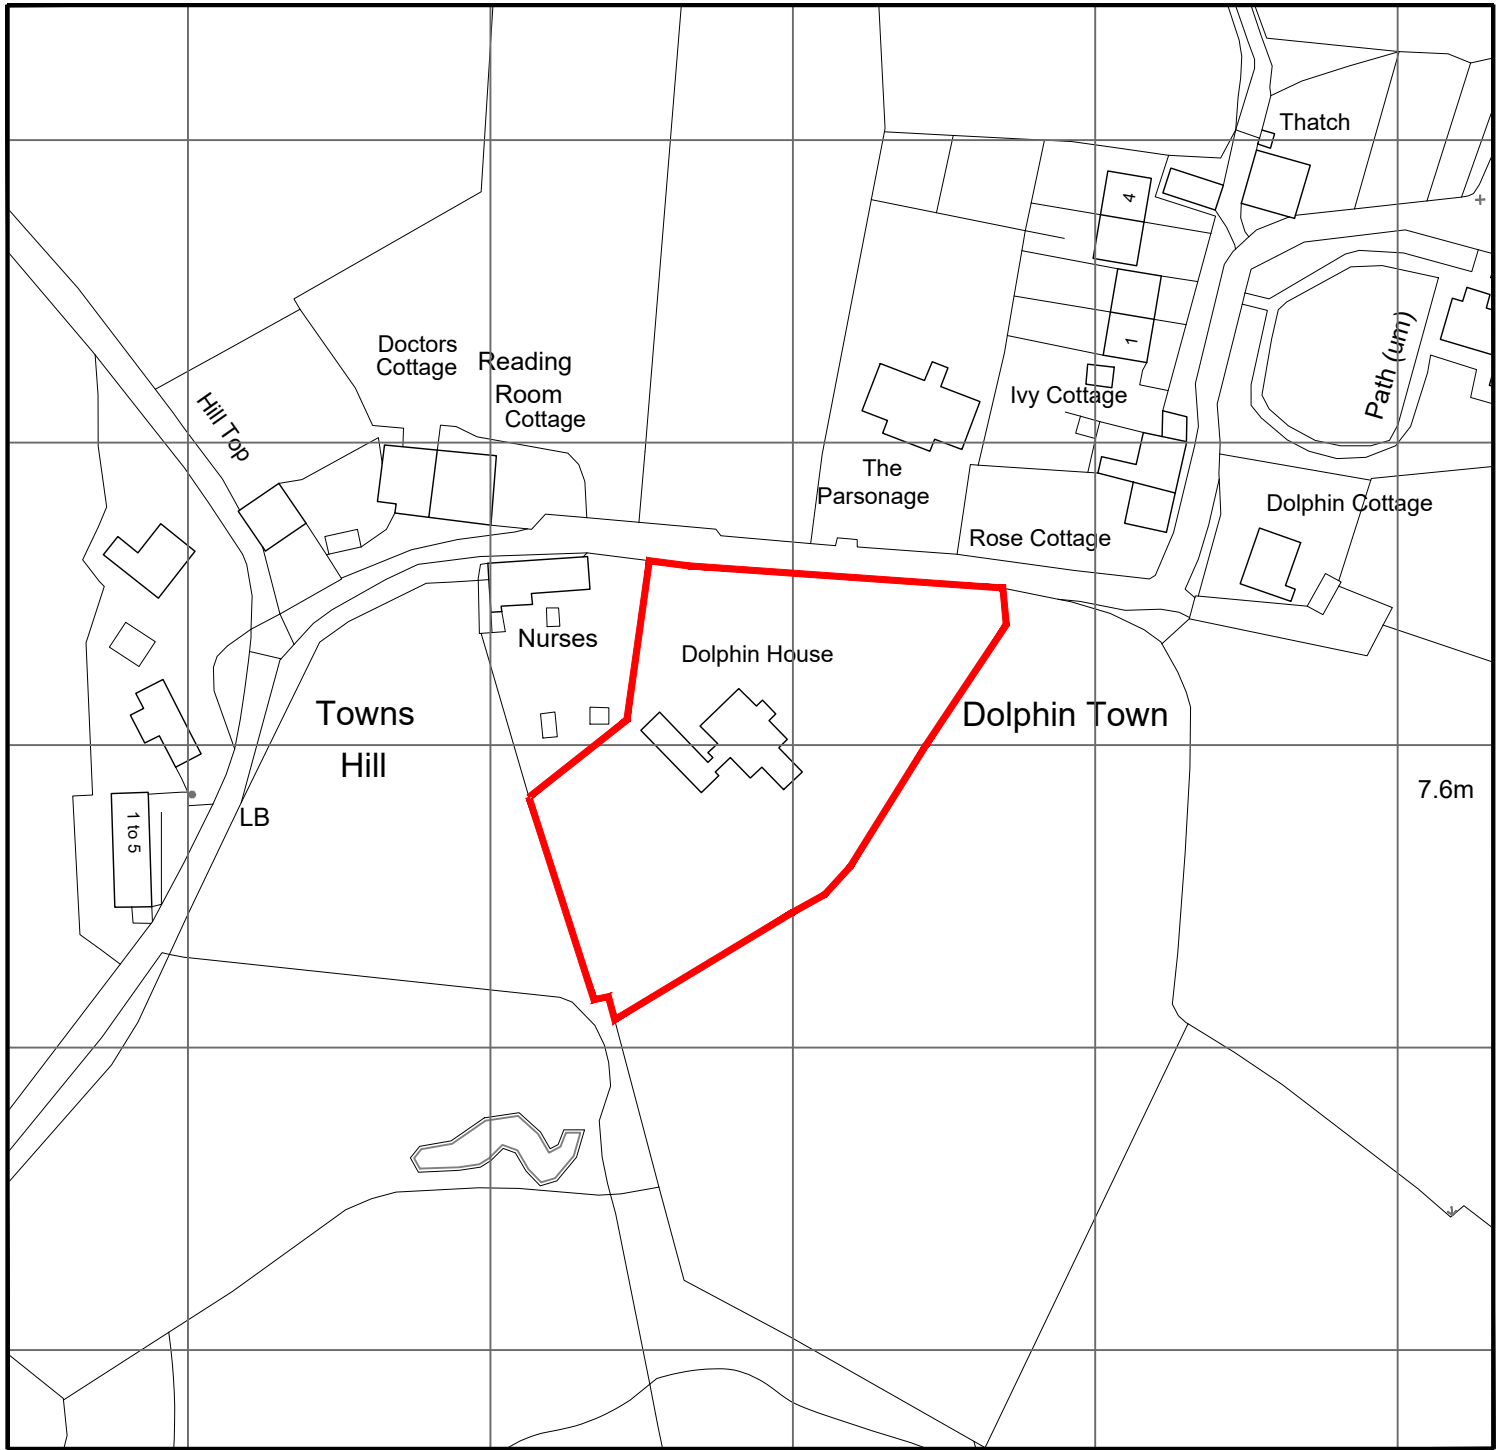 Thatch
4
Path (um)
1
Doctors
Cottage
Reading
Room
Cottage
Ivy Cottage
Hill Top
The
Parsonage
Dolphin Cottage
Rose Cottage
Nurses
Dolphin House
Towns
Hill
Dolphin Town
7.6m
LB
1 to 5